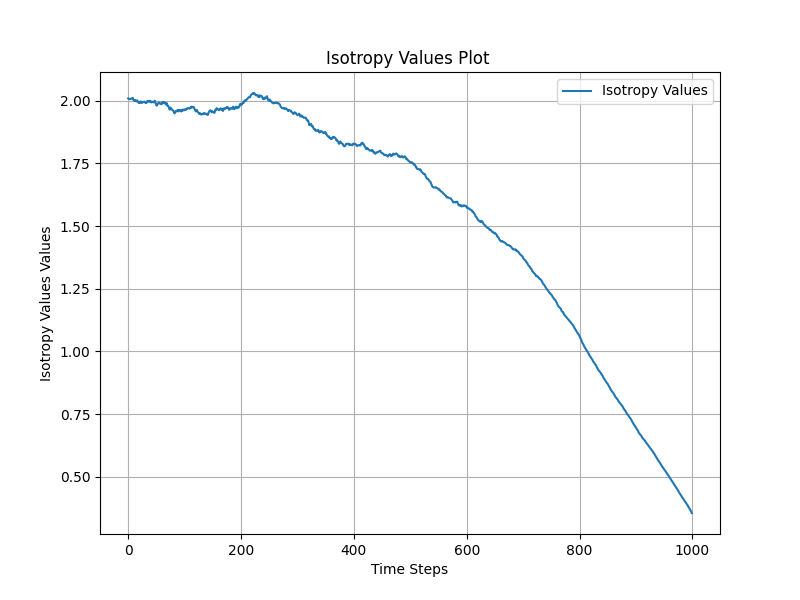 Isotropy Values Plot
Isotropy Values
2.00
1.75
1.50
1.25
1.00
0.75
0.50
Isotropy Values Values
0 200 400 600 800 1000
Time Steps